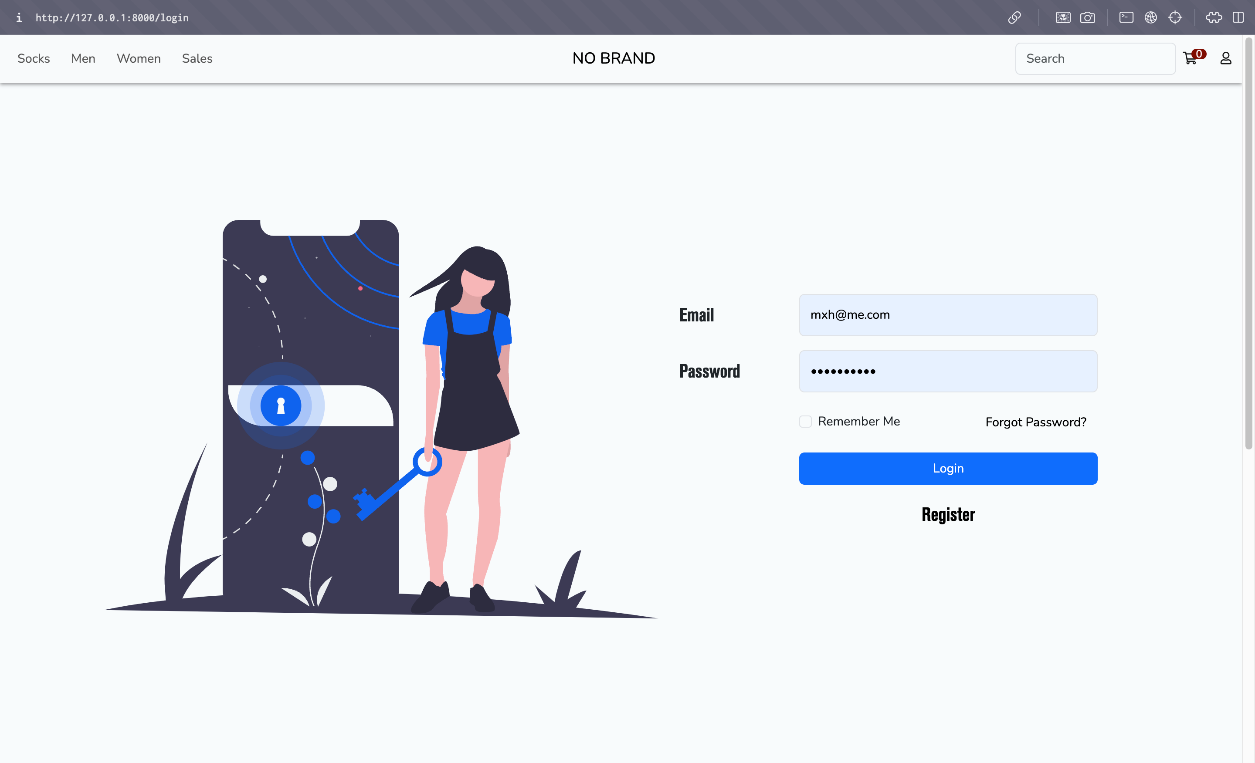 http://127.0.0.1:8000/login
Socks Men Women Sales NO BRAND Search 0
Email mxh@me.com
Password ••••••••••
Remember Me Forgot Password?
Login
Register